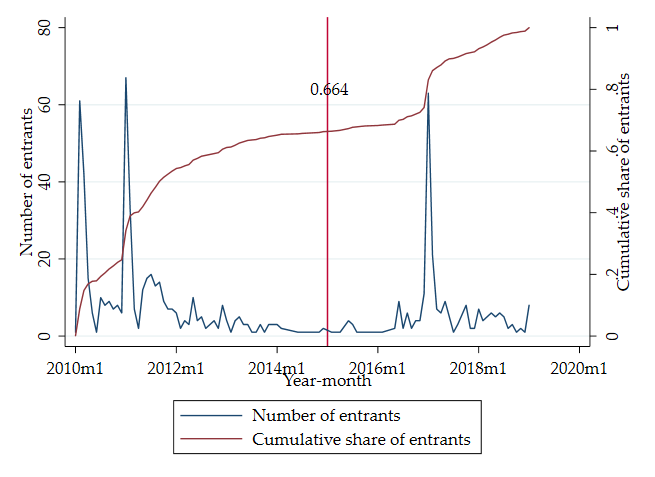 80
60
40
20
0
Number of entrants
1
.8
.6
.4
.2
0
Cumulative share of entrants
0.664
2010m1 2012m1 2014m1 2016m1 2018m1 2020m1
Year-month
Number of entrants
Cumulative share of entrants